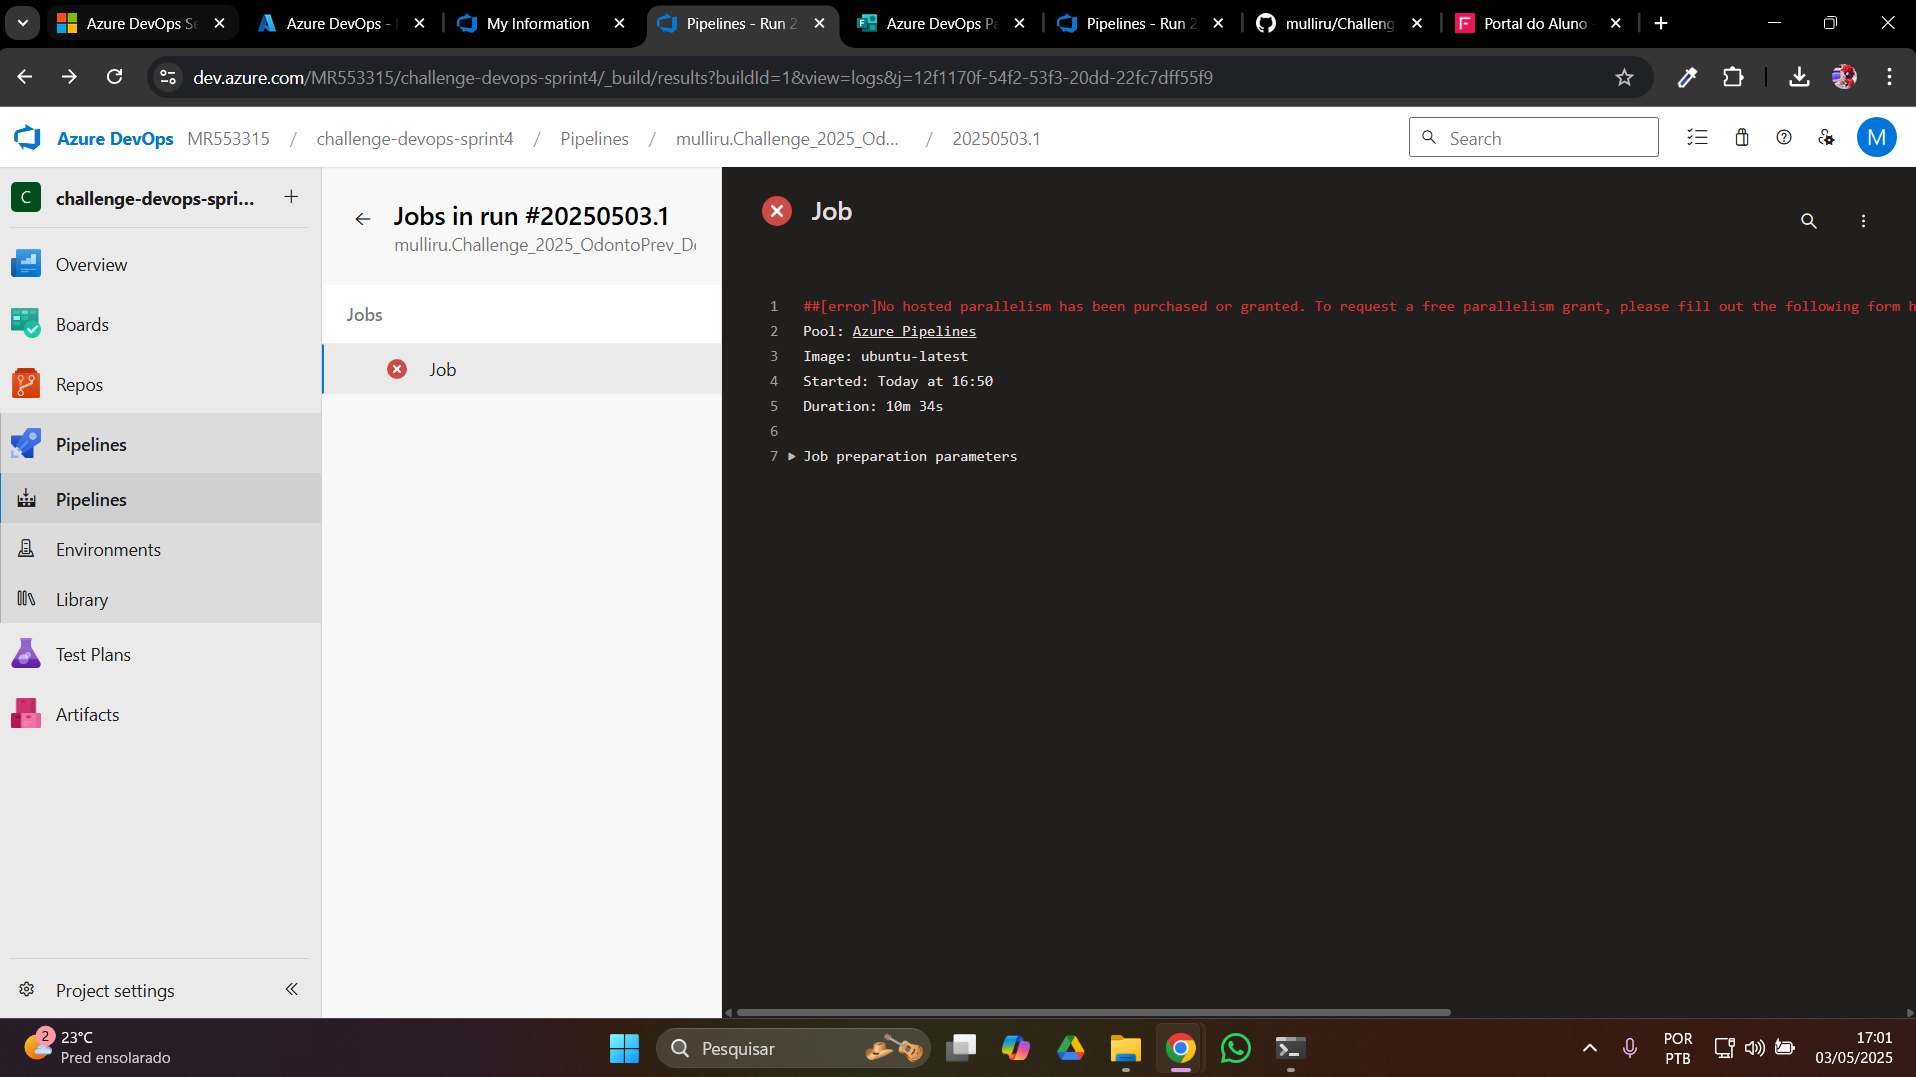 Azure DevOps Se
Azure DevOps -
My Information
Pipelines - Run 2
Azure DevOps Pa
Pipelines - Run 2
mulliru/Challeng
Portal do Aluno
dev.azure.com/MR553315/challenge-devops-sprint4/_build/results?buildId=1&view=logs&j=12f1170f-54f2-53f3-20dd-22fc7dff55f9
Azure DevOps MR553315 / challenge-devops-sprint4 / Pipelines / mulliru.Challenge_2025_Od... / 20250503.1
Search
M
C challenge-devops-spri...
Overview
Boards
Repos
Pipelines
Pipelines
Environments
Library
Test Plans
Artifacts
Project settings
Jobs in run #20250503.1
mulliru.Challenge_2025_OdontoPrev_De
Jobs
Job
Job
1 ##[error]No hosted parallelism has been purchased or granted. To request a free parallelism grant, please fill out the following form h
2 Pool: Azure Pipelines
3 Image: ubuntu-latest
4 Started: Today at 16:50
5 Duration: 10m 34s
6
7 Job preparation parameters
2
23°C
Pred ensolarado
Pesquisar
POR
PTB
17:01
03/05/2025